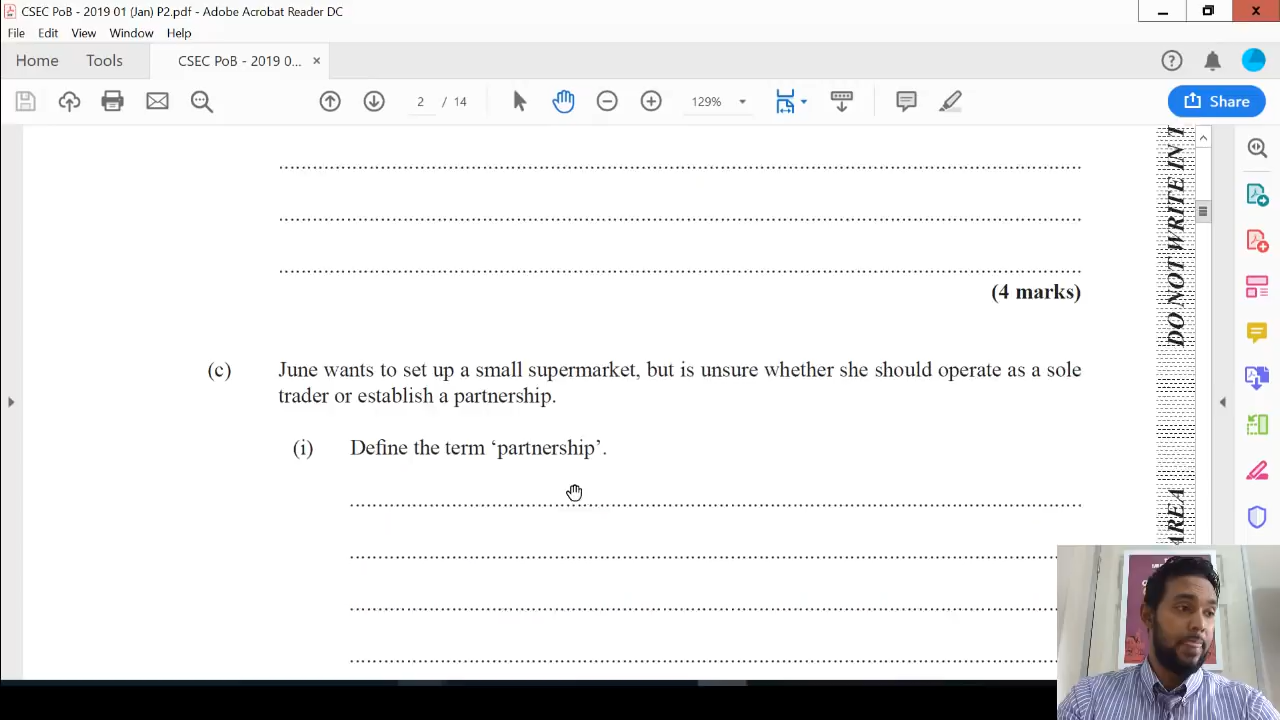 CSEC PoB - 2019 01 (Jan) P2.pdf - Adobe Acrobat Reader DC
File Edit View Window Help
Home Tools CSEC PoB - 2019 0... ×
2 / 14 129% Share
(4 marks)
(c) June wants to set up a small supermarket, but is unsure whether she should operate as a sole
trader or establish a partnership.
(i) Define the term ‘partnership’.
DO NOT WRITE IN
AREA